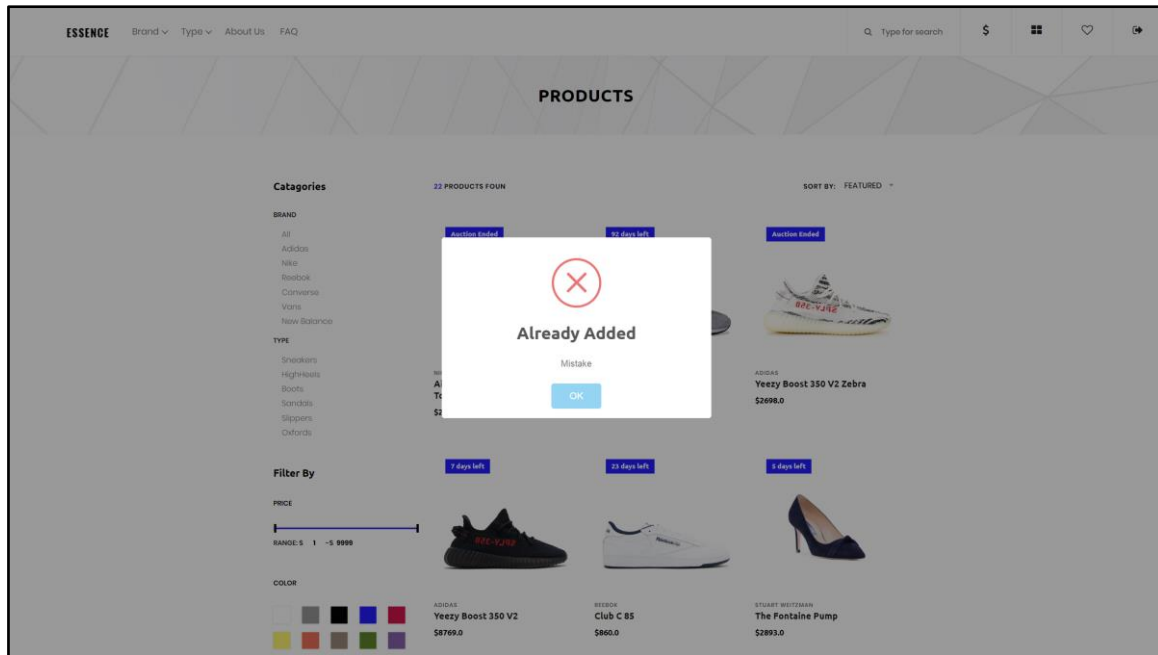 ESSENCE Brand Type About Us FAQ Type for search $
PRODUCTS
Catagories
BRAND
All
Adidas
Nike
Reebok
Converse
Vans
New Balance
TYPE
Sneakers
HighHeels
Boots
Sandals
Slippers
Oxfords
Filter By
PRICE
RANGE: $ 1 -$ 9999
COLOR
22 PRODUCTS FOUN SORT BY: FEATURED
Auction Ended 92 days left Auction Ended
Already Added
Mistake
OK
SPLY-350
ADIDAS
Yeezy Boost 350 V2 Zebra
$2698.0
7 days left 23 days left 5 days left
SPLY-350
ADIDAS REEBOK STUART WEITZMAN
Yeezy Boost 350 V2 Club C 85 The Fontaine Pump
$8769.0 $860.0 $2893.0